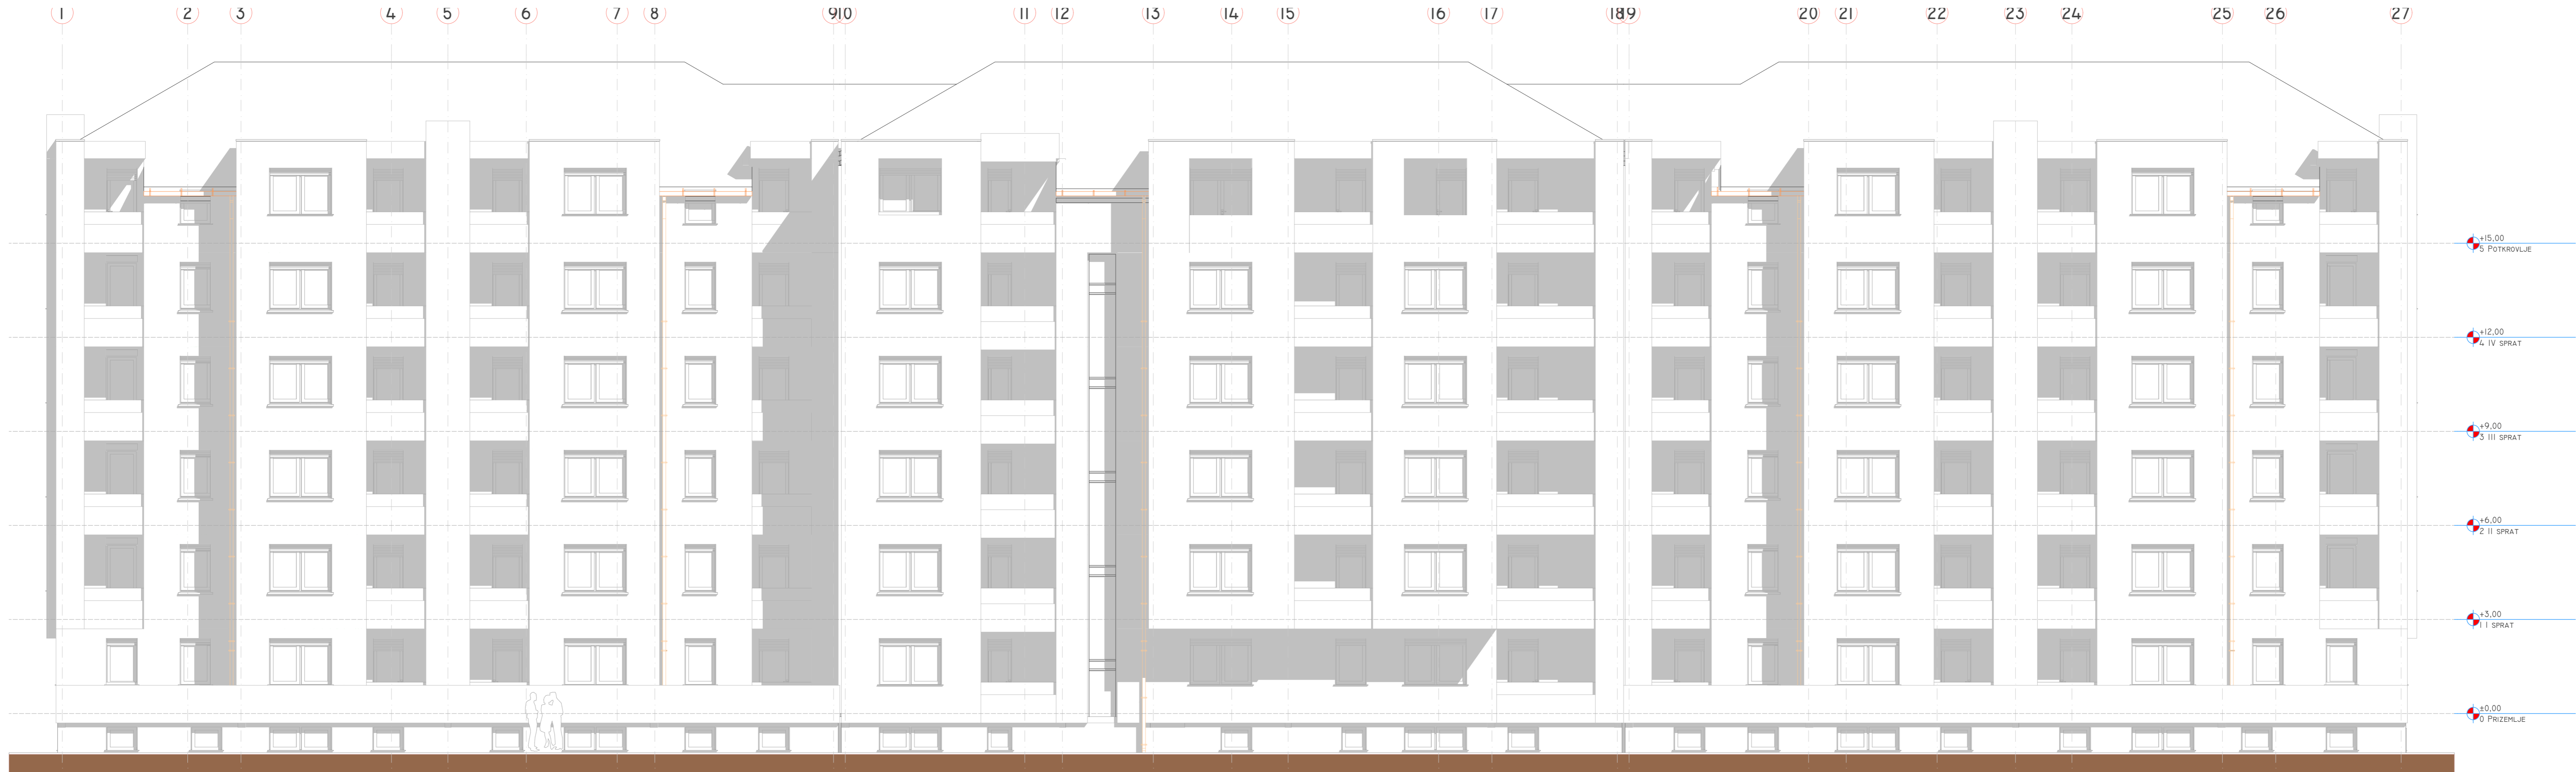 1 2 3 4 5 6 7 8 9 10 11 12 13 14 15 16 17 18 19 20 21 22 23 24 25 26 27
+15,00
5 POTKROVLJE
+12,00
4 IV SPRAT
+9,00
3 III SPRAT
+6,00
2 II SPRAT
+3,00
1 I SPRAT
±0,00
0 PRIZEMLJE